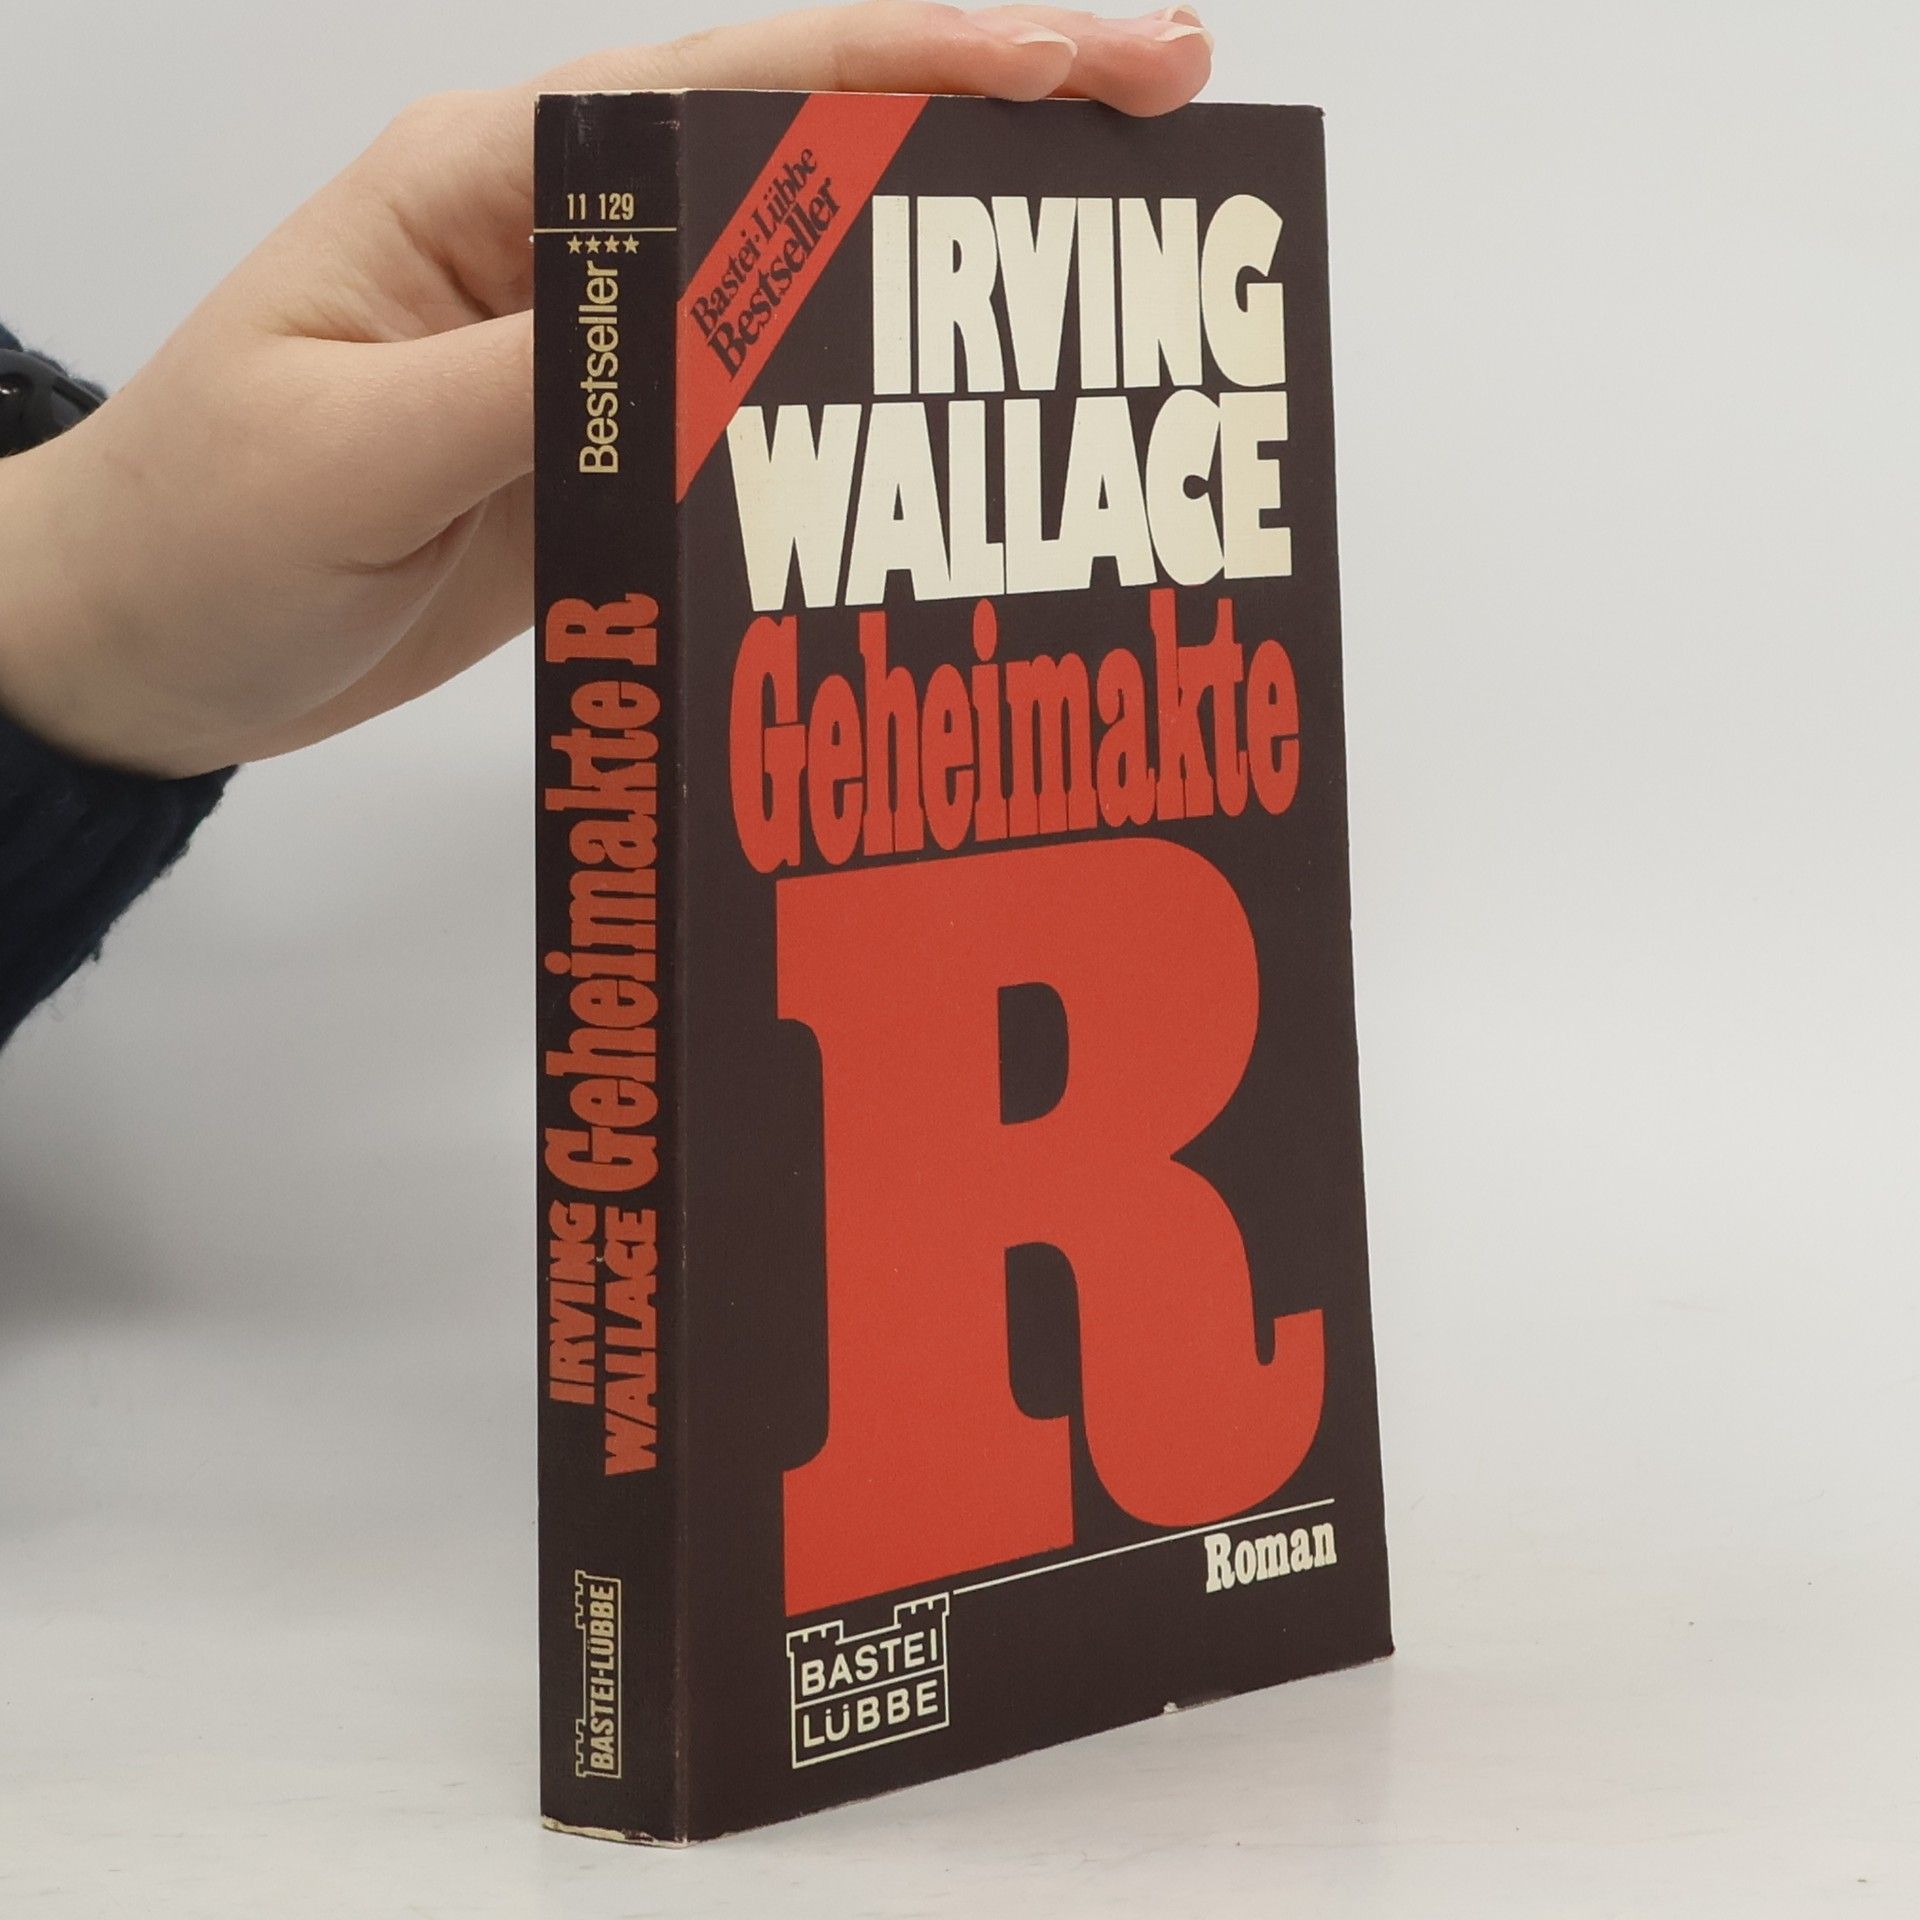 11 129
****
Bestseller
IRVING
WALLACE
Geheimakte R
BASTEI-LÜBBE
Bastei-Lübbe
Bestseller
IRVING
WALLACE
Geheimakte
R
Roman
BASTEI
LÜBBE